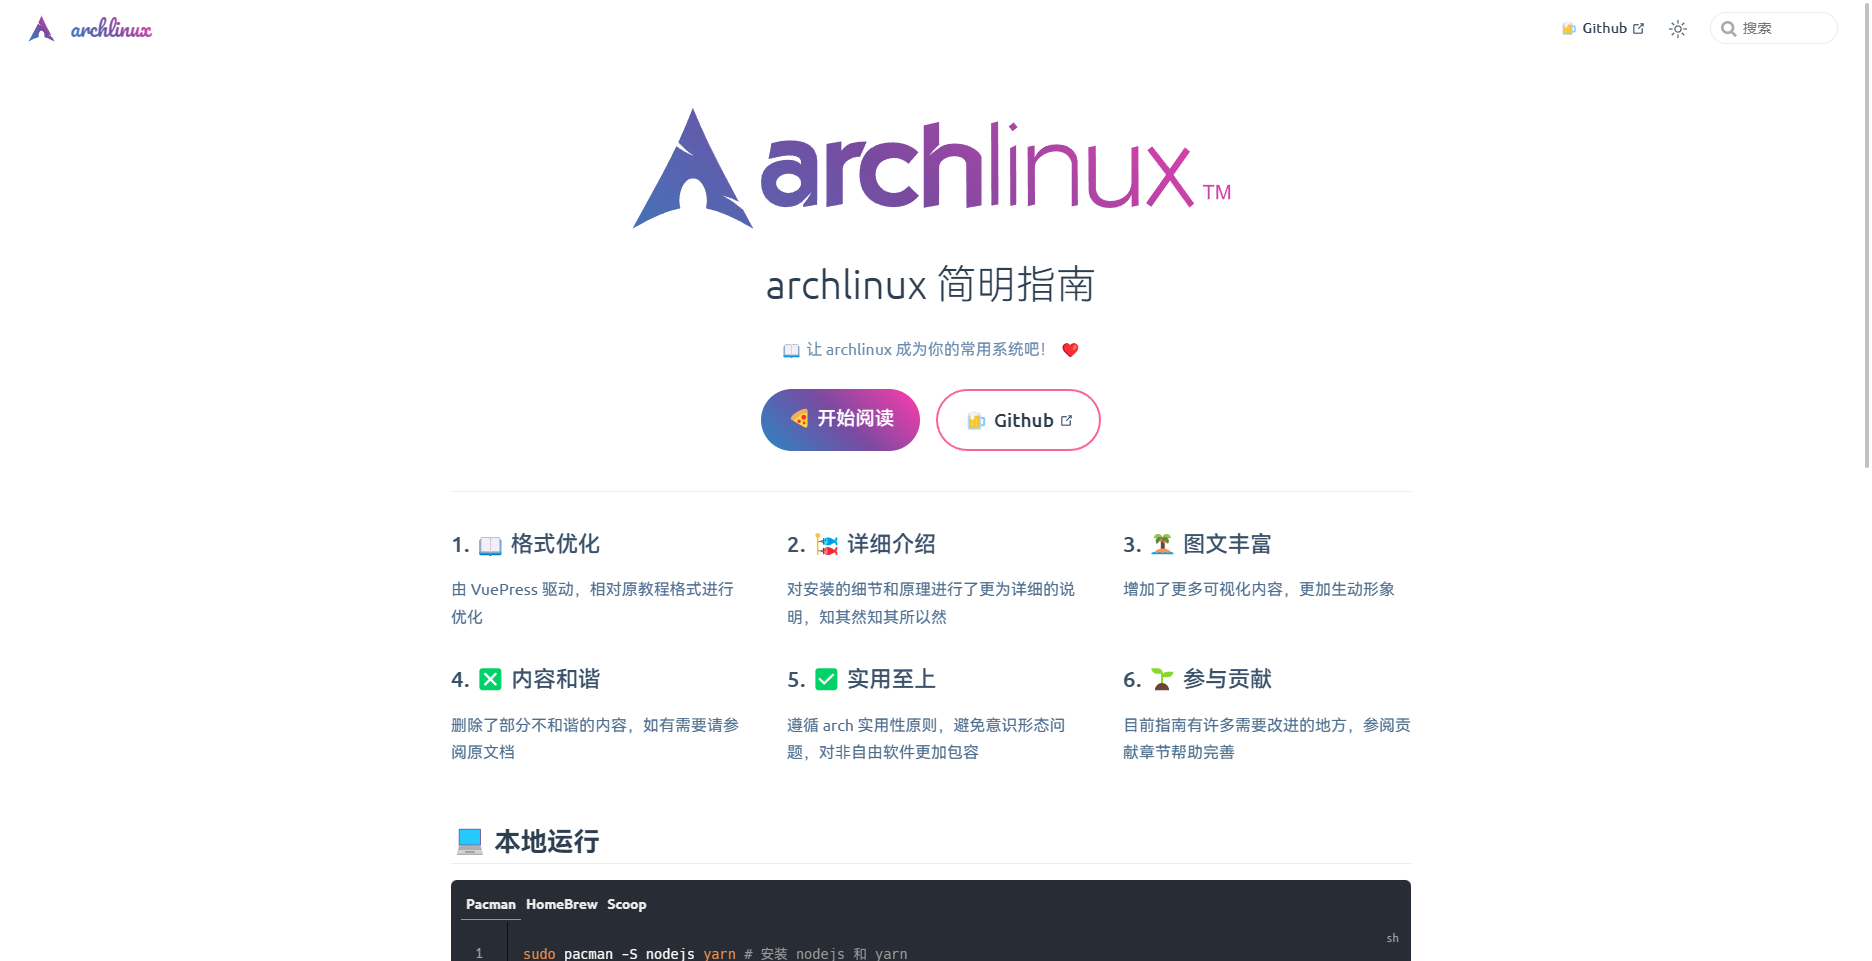 archlinux
Github
搜索
archlinux™
archlinux 简明指南
📖 让 archlinux 成为你的常用系统吧！ ❤️
🍕 开始阅读
🍺 Github
1. 📖 格式优化
由 VuePress 驱动，相对原教程格式进行
优化
2. 🎏 详细介绍
对安装的细节和原理进行了更为详细的说
明，知其然知其所以然
3. 🏝️ 图文丰富
增加了更多可视化内容，更加生动形象
4. ❎ 内容和谐
删除了部分不和谐的内容，如有需要请参
阅原文档
5. ✅ 实用至上
遵循 arch 实用性原则，避免意识形态问
题，对非自由软件更加包容
6. 🌱 参与贡献
目前指南有许多需要改进的地方，参阅贡
献章节帮助完善
💻 本地运行
Pacman HomeBrew Scoop
sh
1 sudo pacman -S nodejs yarn # 安装 nodejs 和 yarn